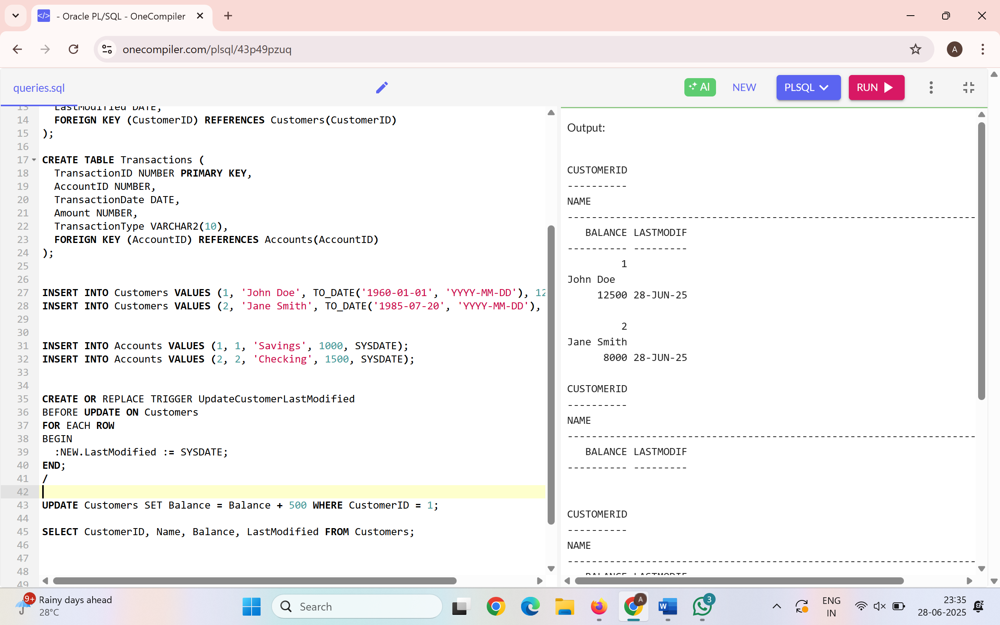 - Oracle PL/SQL - OneCompiler
onecompiler.com/plsql/43p49pzuq
A
queries.sql
AI
NEW
PLSQL
RUN
13 LastModified DATE,
14 FOREIGN KEY (CustomerID) REFERENCES Customers(CustomerID)
15 );
16
17 CREATE TABLE Transactions (
18 TransactionID NUMBER PRIMARY KEY,
19 AccountID NUMBER,
20 TransactionDate DATE,
21 Amount NUMBER,
22 TransactionType VARCHAR2(10),
23 FOREIGN KEY (AccountID) REFERENCES Accounts(AccountID)
24 );
25
26
27 INSERT INTO Customers VALUES (1, 'John Doe', TO_DATE('1960-01-01', 'YYYY-MM-DD'), 12
28 INSERT INTO Customers VALUES (2, 'Jane Smith', TO_DATE('1985-07-20', 'YYYY-MM-DD'),
29
30
31 INSERT INTO Accounts VALUES (1, 1, 'Savings', 1000, SYSDATE);
32 INSERT INTO Accounts VALUES (2, 2, 'Checking', 1500, SYSDATE);
33
34
35 CREATE OR REPLACE TRIGGER UpdateCustomerLastModified
36 BEFORE UPDATE ON Customers
37 FOR EACH ROW
38 BEGIN
39 :NEW.LastModified := SYSDATE;
40 END;
41 /
42
43 UPDATE Customers SET Balance = Balance + 500 WHERE CustomerID = 1;
44
45 SELECT CustomerID, Name, Balance, LastModified FROM Customers;
46
47
48
49
Output:
CUSTOMERID
----------
NAME
--------------------------------------------------------------------
BALANCE LASTMODIF
---------- ---------
1
John Doe
12500 28-JUN-25
2
Jane Smith
8000 28-JUN-25
CUSTOMERID
----------
NAME
--------------------------------------------------------------------
BALANCE LASTMODIF
---------- ---------
CUSTOMERID
----------
NAME
--------------------------------------------------------------------
BALANCE LASTMODIF
9+
Rainy days ahead
28°C
Search
A
W
3
ENG
IN
23:35
28-06-2025